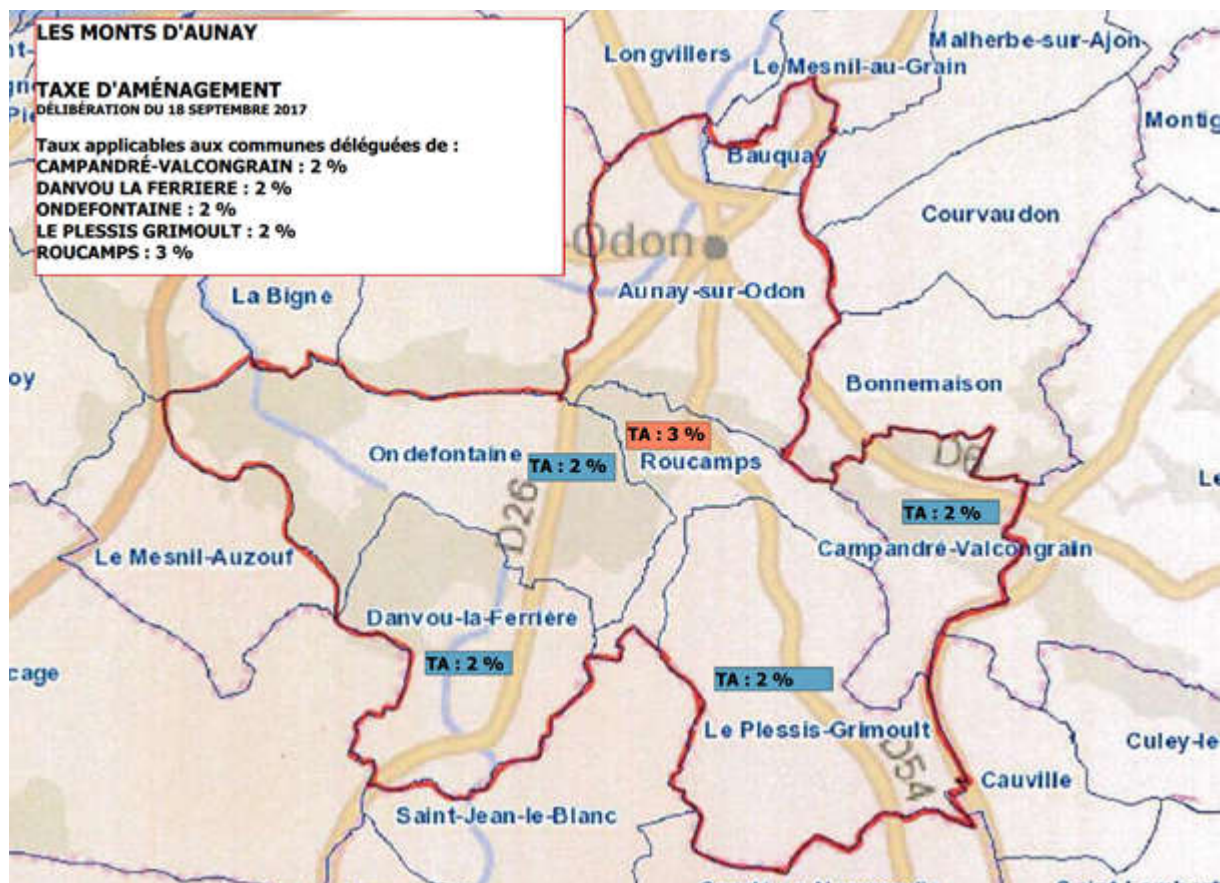 LES MONTS D'AUNAY
TAXE D'AMÉNAGEMENT
DÉLIBÉRATION DU 18 SEPTEMBRE 2017
Taux applicables aux communes déléguées de :
CAMPANDRÉ-VALCONGRAIN : 2 %
DANVOU LA FERRIERE : 2 %
ONDEFONTAINE : 2 %
LE PLESSIS GRIMOULT : 2 %
ROUCAMPS : 3 %
Longvillers
Malherbe-sur-Ajon
Le Mesnil-au-Grain
Montig
Bauquay
Courvaudon
Odon
Aunay-sur-Odon
La Bigne
oy
Bonnemaison
TA : 3 %
Ondefontaine
TA : 2 %
Roucamps
D6
Le
D26
TA : 2 %
Le Mesnil-Auzouf
Campandré-Valcongrain
Danvou-la-Ferrière
TA : 2 %
cage
TA : 2 %
Le Plessis-Grimoult
Culey-le
D54
Cauville
Saint-Jean-le-Blanc